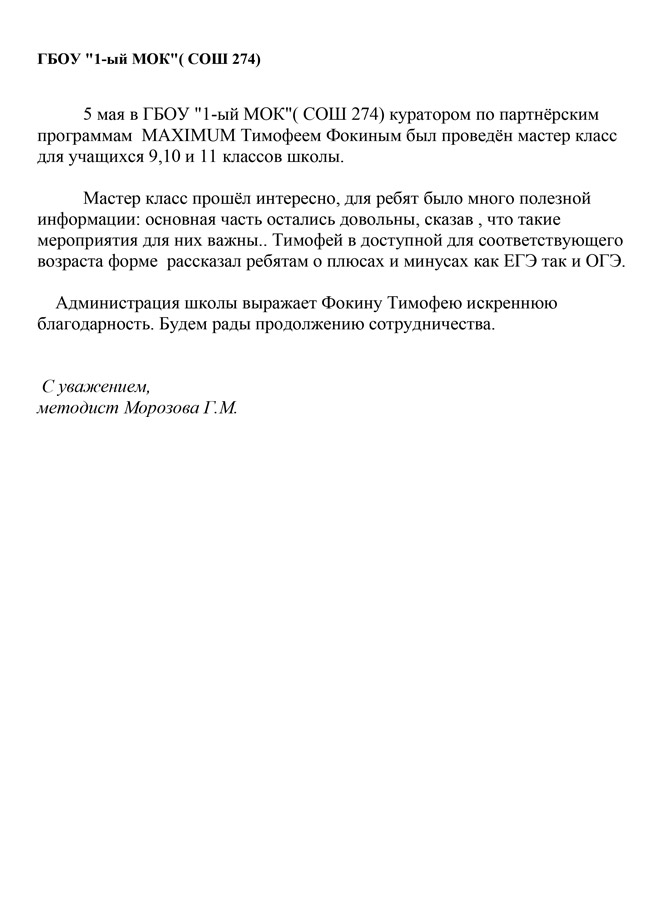 ГБОУ "1-ый МОК"( СОШ 274)
5 мая в ГБОУ "1-ый МОК"( СОШ 274) куратором по партнёрским
программам  MAXIMUM Тимофеем Фокиным был проведён мастер класс
для учащихся 9,10 и 11 классов школы.
Мастер класс прошёл интересно, для ребят было много полезной
информации: основная часть остались довольны, сказав , что такие
мероприятия для них важны.. Тимофей в доступной для соответствующего
возраста форме  рассказал ребятам о плюсах и минусах как ЕГЭ так и ОГЭ.
Администрация школы выражает Фокину Тимофею искреннюю
благодарность. Будем рады продолжению сотрудничества.
С уважением,
методист Морозова Г.М.